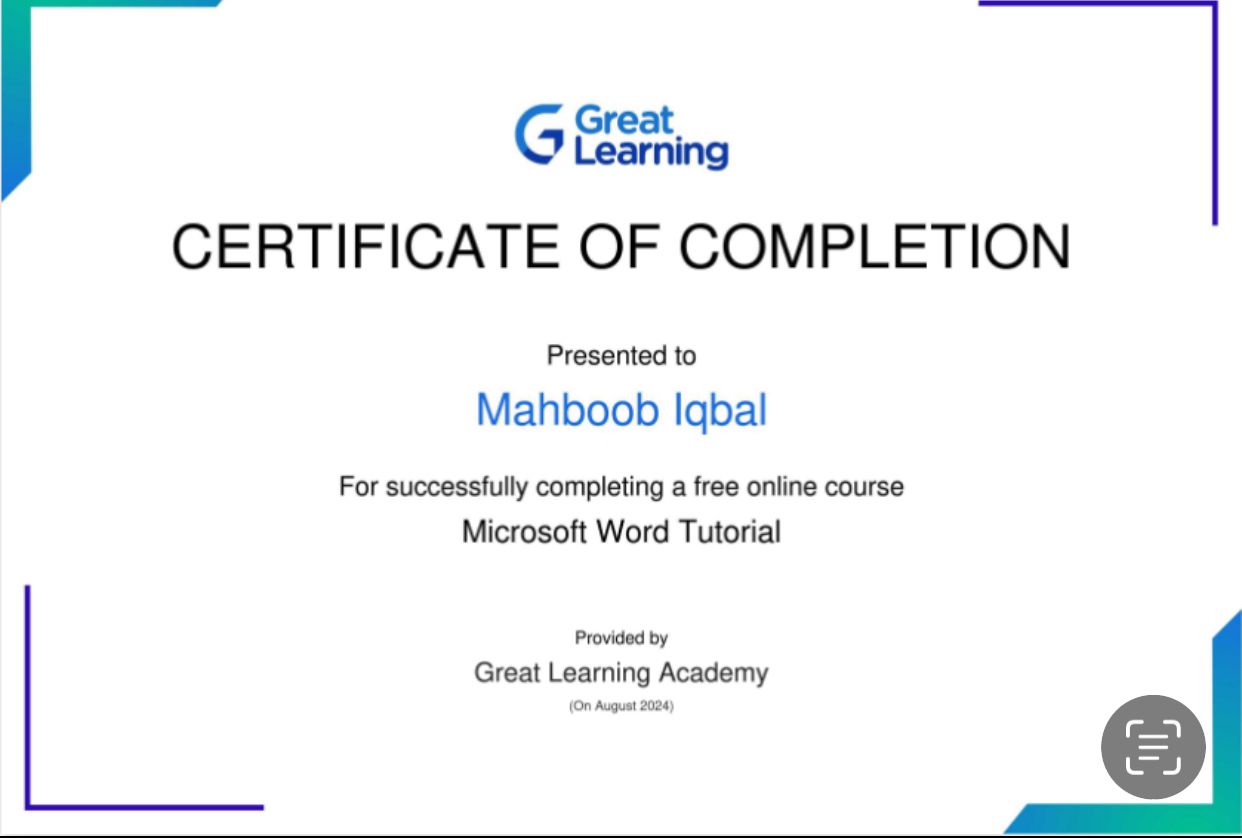 Great
Learning
CERTIFICATE OF COMPLETION
Presented to
Mahboob Iqbal
For successfully completing a free online course
Microsoft Word Tutorial
Provided by
Great Learning Academy
(On August 2024)